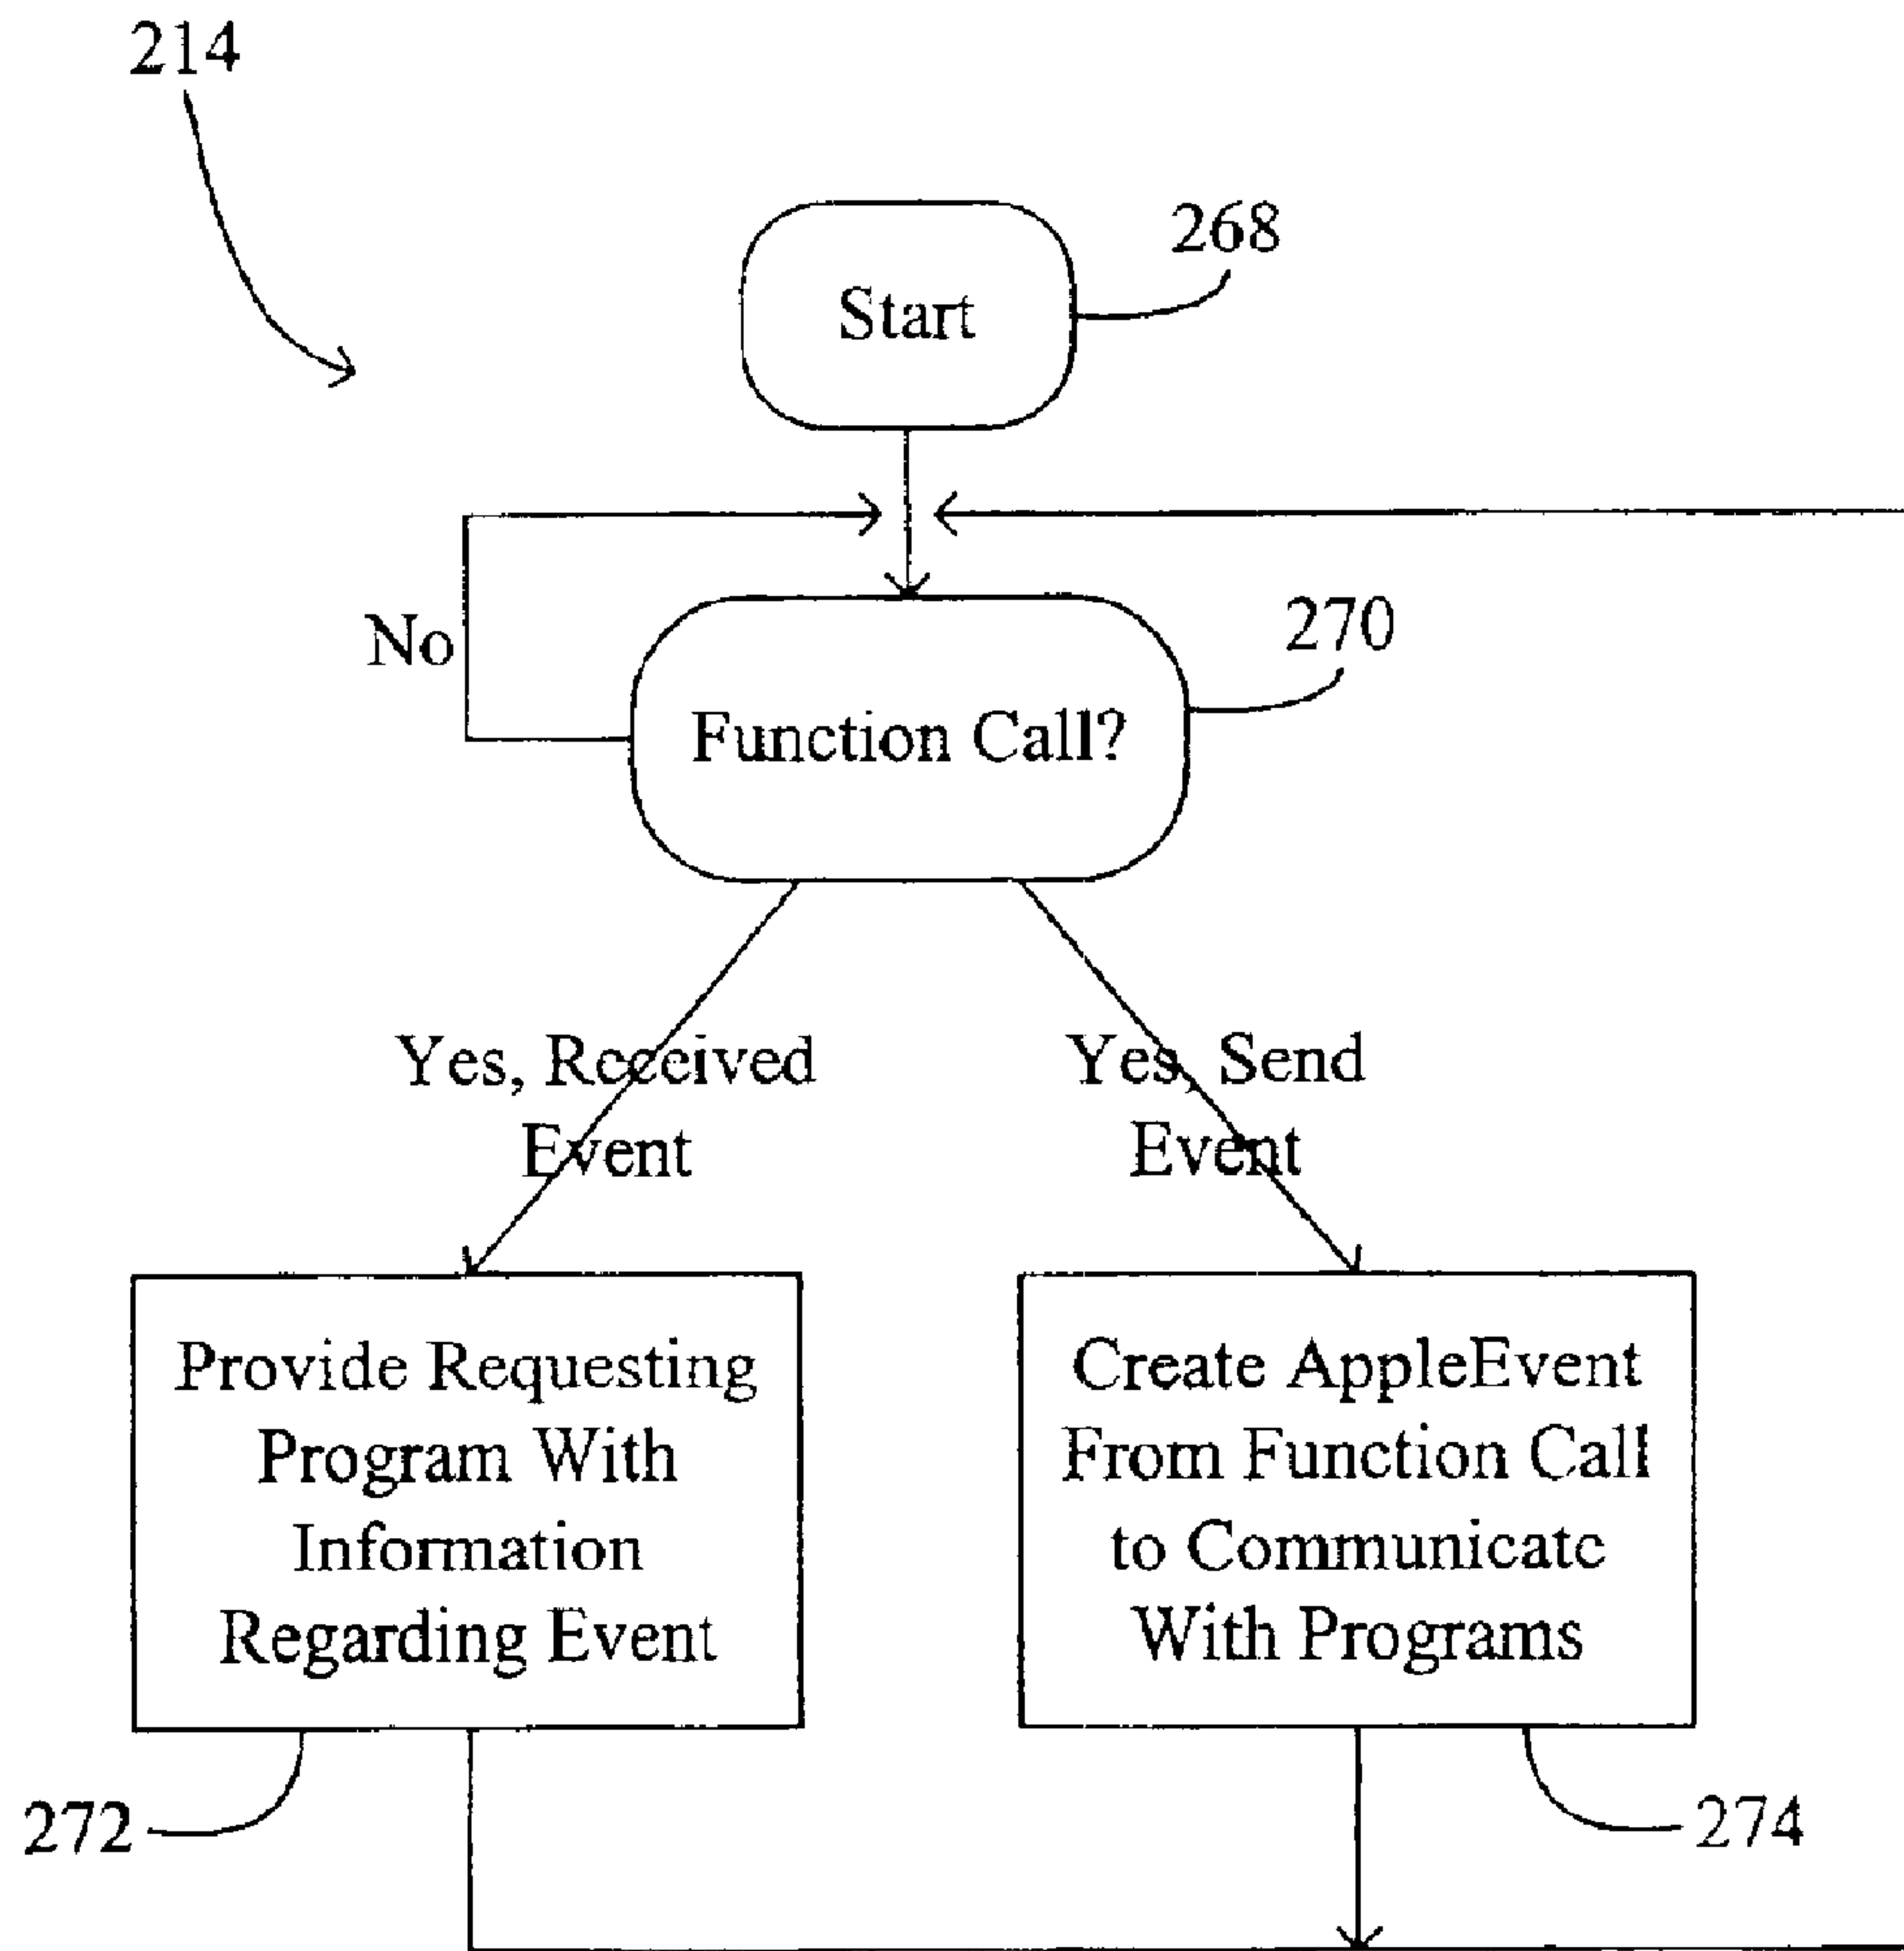 214
268
Start
No
270
Function Call?
Yes, Received
Event
Yes, Send
Event
Provide Requesting
Program With
Information
Regarding Event
Create AppleEvent
From Function Call
to Communicate
With Programs
272
274